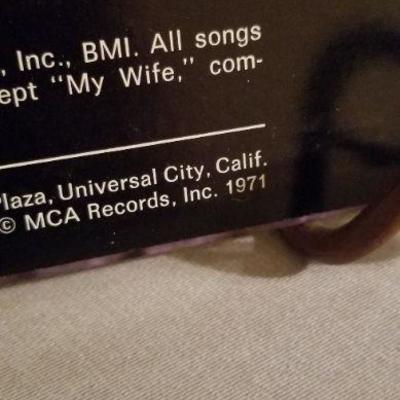 , Inc., BMI. All songs
ept "My Wife," com-
Plaza, Universal City, Calif.
© MCA Records, Inc. 1971